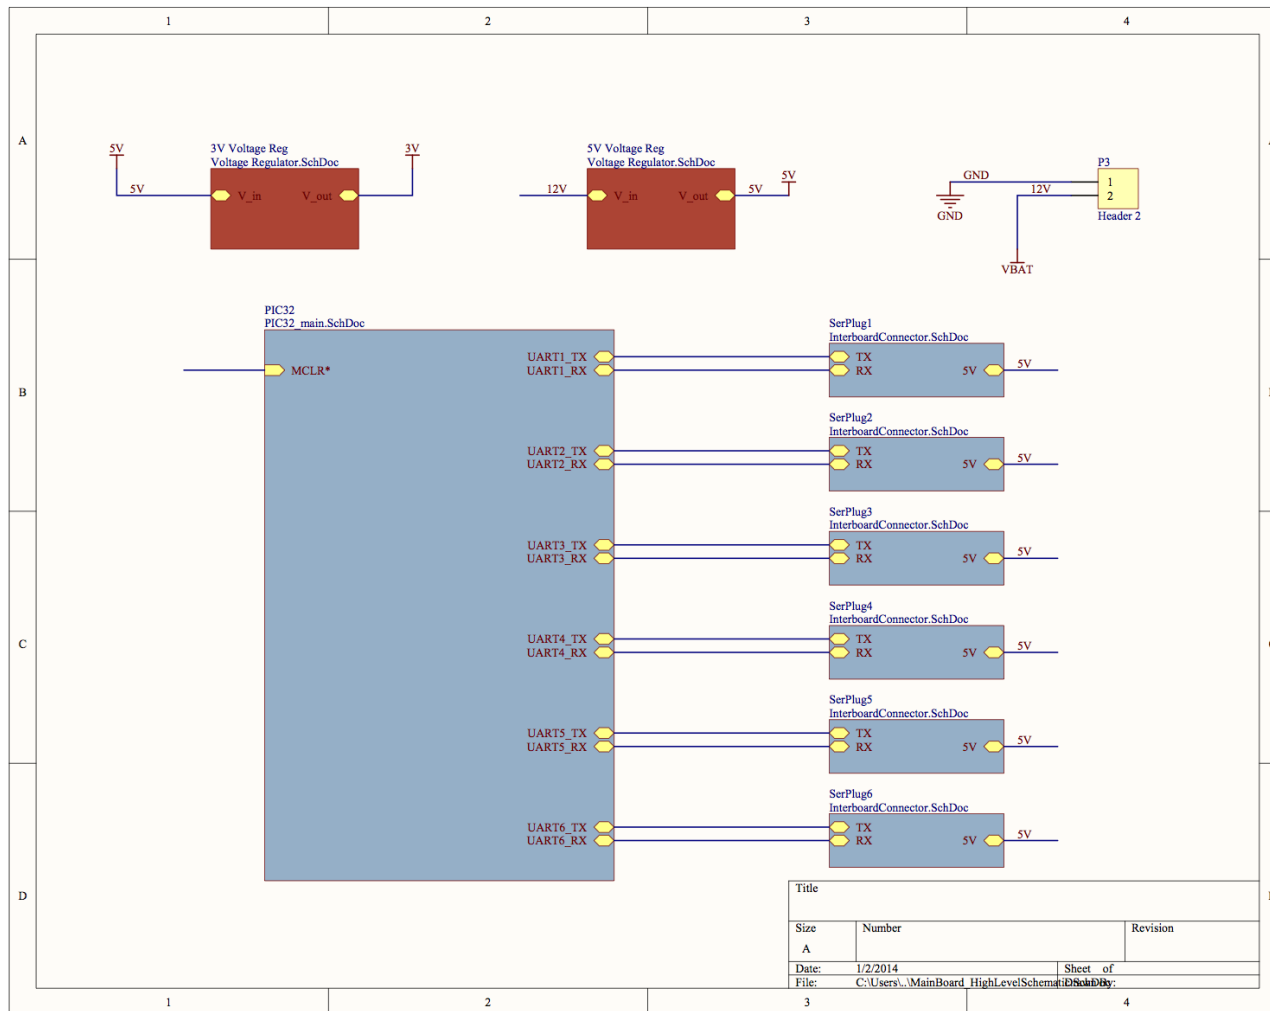 1 2 3 4
A
3V Voltage Reg
Voltage Regulator.SchDoc
5V
5V
V_in
V_out
3V
5V Voltage Reg
Voltage Regulator.SchDoc
12V
V_in
V_out
5V
5V
P3
GND
12V
1
2
GND
Header 2
VBAT
B
PIC32
PIC32_main.SchDoc
MCLR*
UART1_TX
UART1_RX
SerPlug1
InterboardConnector.SchDoc
TX
RX
5V
5V
UART2_TX
UART2_RX
SerPlug2
InterboardConnector.SchDoc
TX
RX
5V
5V
C
UART3_TX
UART3_RX
SerPlug3
InterboardConnector.SchDoc
TX
RX
5V
5V
UART4_TX
UART4_RX
SerPlug4
InterboardConnector.SchDoc
TX
RX
5V
5V
UART5_TX
UART5_RX
SerPlug5
InterboardConnector.SchDoc
TX
RX
5V
5V
D
UART6_TX
UART6_RX
SerPlug6
InterboardConnector.SchDoc
TX
RX
5V
5V
Title
Size
A
Number
Revision
Date: 1/2/2014
Sheet of
File: C:\Users\..\MainBoard_HighLevelSchematic
By:
1 2 3 4